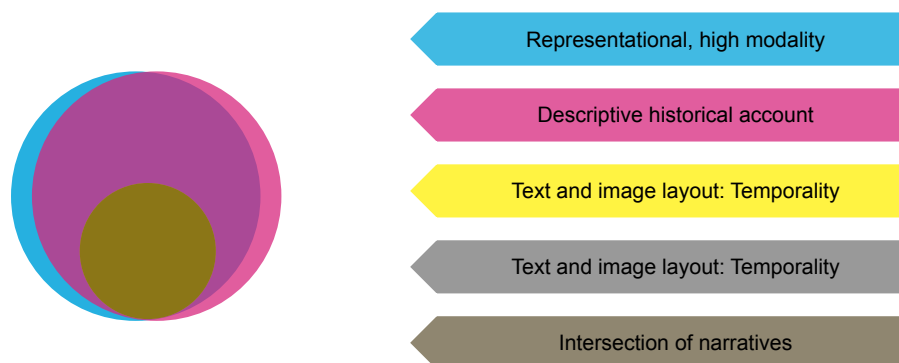 Representational, high modality
Descriptive historical account
Text and image layout: Temporality
Text and image layout: Temporality
Intersection of narratives